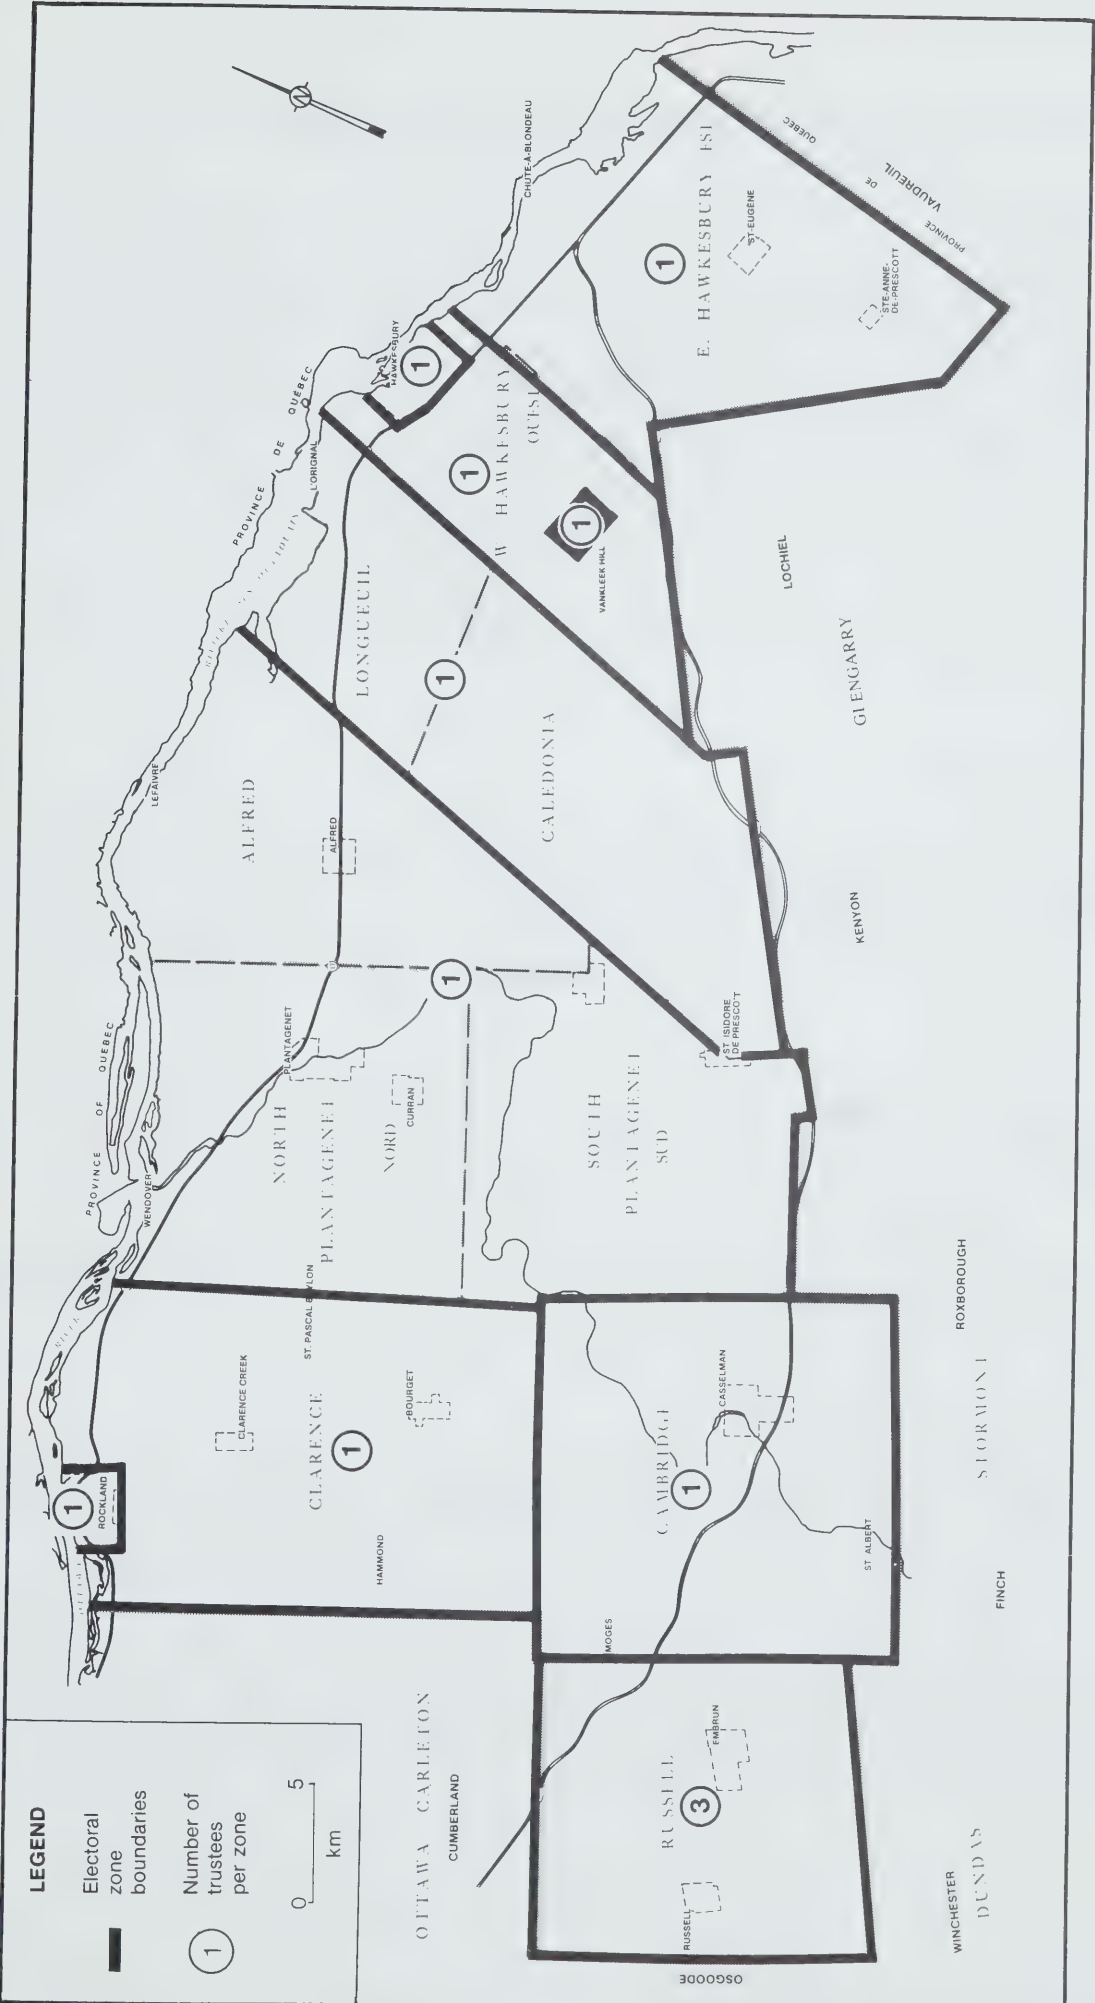 LEGEND
Electoral
zone
boundaries
1
Number of
trustees
per zone
0 5
km
N
PROVINCE OF QUEBEC
PROVINCE DE QUÉBEC
PROVINCE DE QUEBEC
VAUDREUIL
1
ROCKLAND
CLARENCE CREEK
ST. PASCAL BAYLON
BOURGET
CLARENCE
1
HAMMOND
WENDOVER
PLANTAGENET
NORTH
PLANTAGENET
NORD
CURRAN
1
SOUTH
PLANTAGENET
SUD
ST. ISIDORE
DE PRESCOTT
LEFAIVRE
ALFRED
ALFRED
L'ORIGNAL
LONGUEUIL
1
CALEDONIA
HAWKESBURY
1
1
W. HAWKESBURY
OUEST
1
VANKLEEK HILL
CHUTE-À-BLONDEAU
1
E. HAWKESBURY EST
ST-EUGÈNE
STE-ANNE-
DE-PRESCOTT
LOCHIEL
GLENGARRY
KENYON
CASSELMAN
CAMBRIDGE
1
ST ALBERT
ROXBOROUGH
STORMONT
FINCH
OTTAWA CARLETON
CUMBERLAND
EMBRUN
RUSSELL
3
RUSSELL
OSGOODE
WINCHESTER
DUNDAS